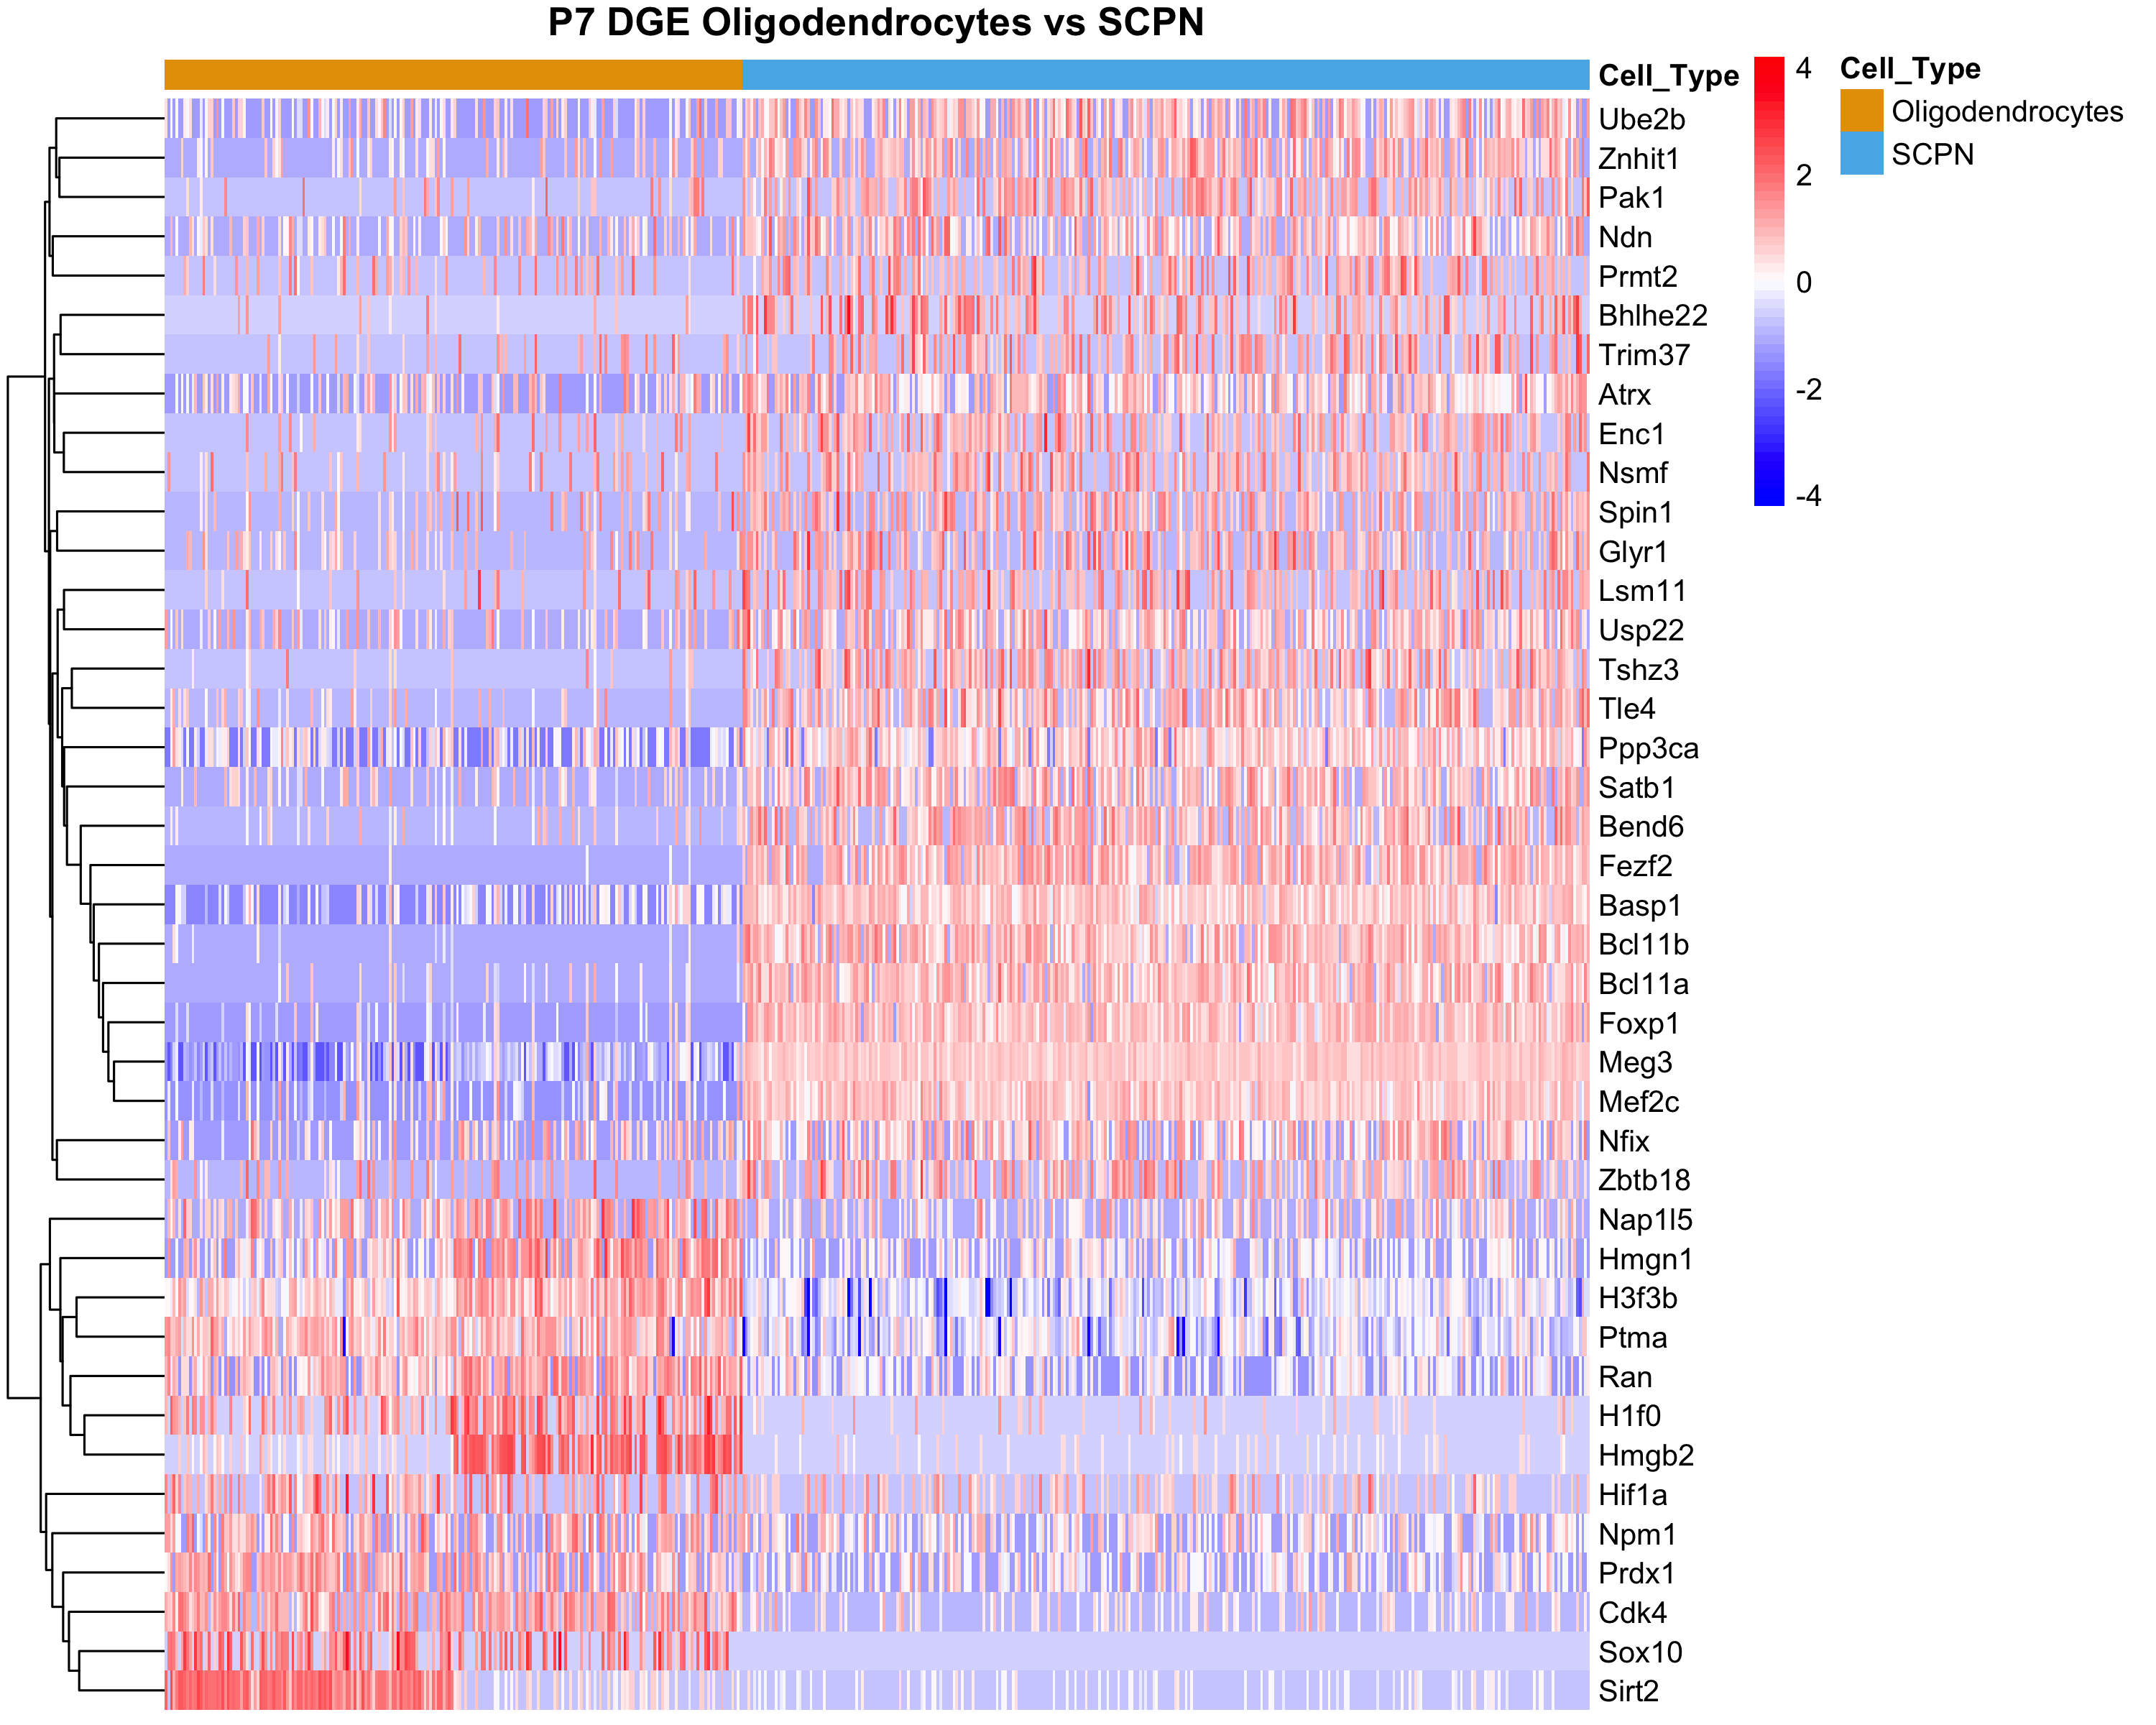 P7 DGE Oligodendrocytes vs SCPN
Cell_Type
4
2
0
-2
-4
Cell_Type
Oligodendrocytes
SCPN
Ube2b
Znhit1
Pak1
Ndn
Prmt2
Bhlhe22
Trim37
Atrx
Enc1
Nsmf
Spin1
Glyr1
Lsm11
Usp22
Tshz3
Tle4
Ppp3ca
Satb1
Bend6
Fezf2
Basp1
Bcl11b
Bcl11a
Foxp1
Meg3
Mef2c
Nfix
Zbtb18
Nap1l5
Hmgn1
H3f3b
Ptma
Ran
H1f0
Hmgb2
Hif1a
Npm1
Prdx1
Cdk4
Sox10
Sirt2